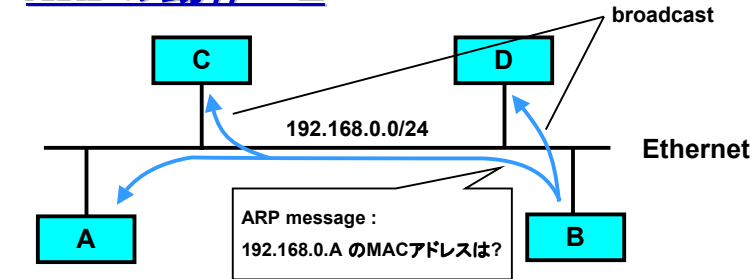 broadcast
C
D
192.168.0.0/24
Ethernet
ARP message :
192.168.0.A のMACアドレスは?
A
B